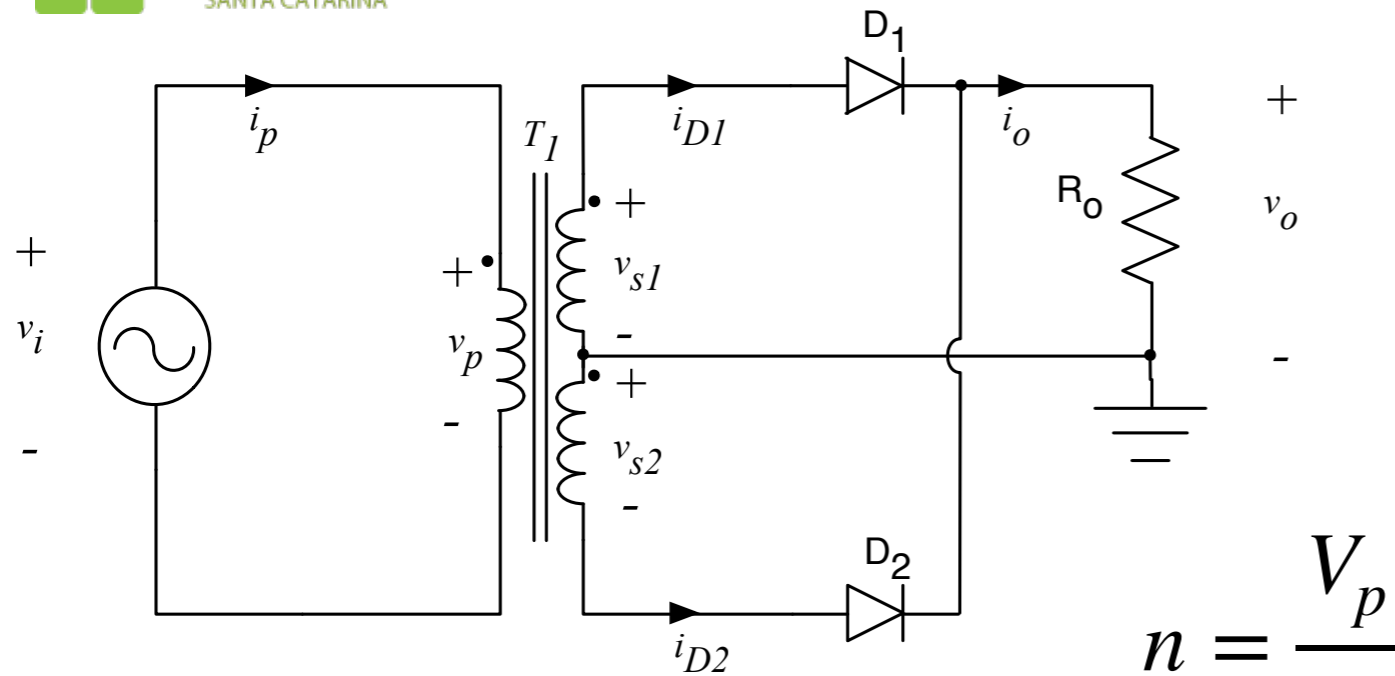 SANTA CATARINA
D1
ip
T1
iD1
io
+
+
Ro
vo
+
+
vi
vp
vs1
-
-
+
-
-
vs2
-
D2
iD2
n = Vp